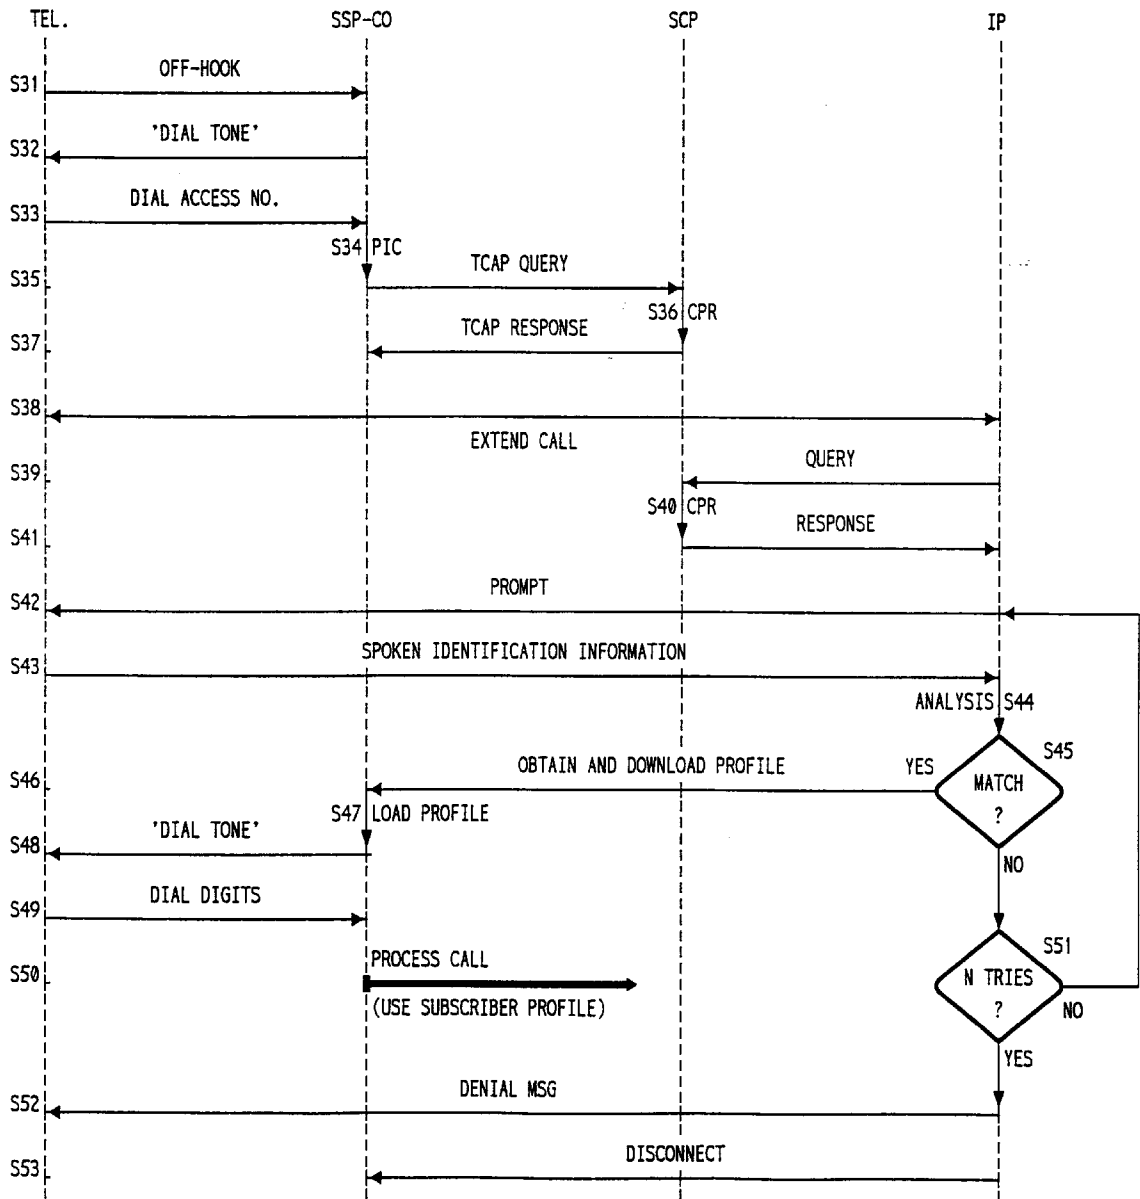 TEL. SSP-CO SCP IP
OFF-HOOK
S31
'DIAL TONE'
S32
DIAL ACCESS NO.
S33
S34 PIC
TCAP QUERY
S35
S36 CPR
TCAP RESPONSE
S37
S38
EXTEND CALL
QUERY
S39
S40 CPR
RESPONSE
S41
PROMPT
S42
SPOKEN IDENTIFICATION INFORMATION
S43
ANALYSIS S44
S45
OBTAIN AND DOWNLOAD PROFILE YES
S46
MATCH
?
S47 LOAD PROFILE
'DIAL TONE'
S48
NO
DIAL DIGITS
S49
S51
PROCESS CALL
S50
N TRIES
?
(USE SUBSCRIBER PROFILE)
NO
YES
DENIAL MSG
S52
DISCONNECT
S53